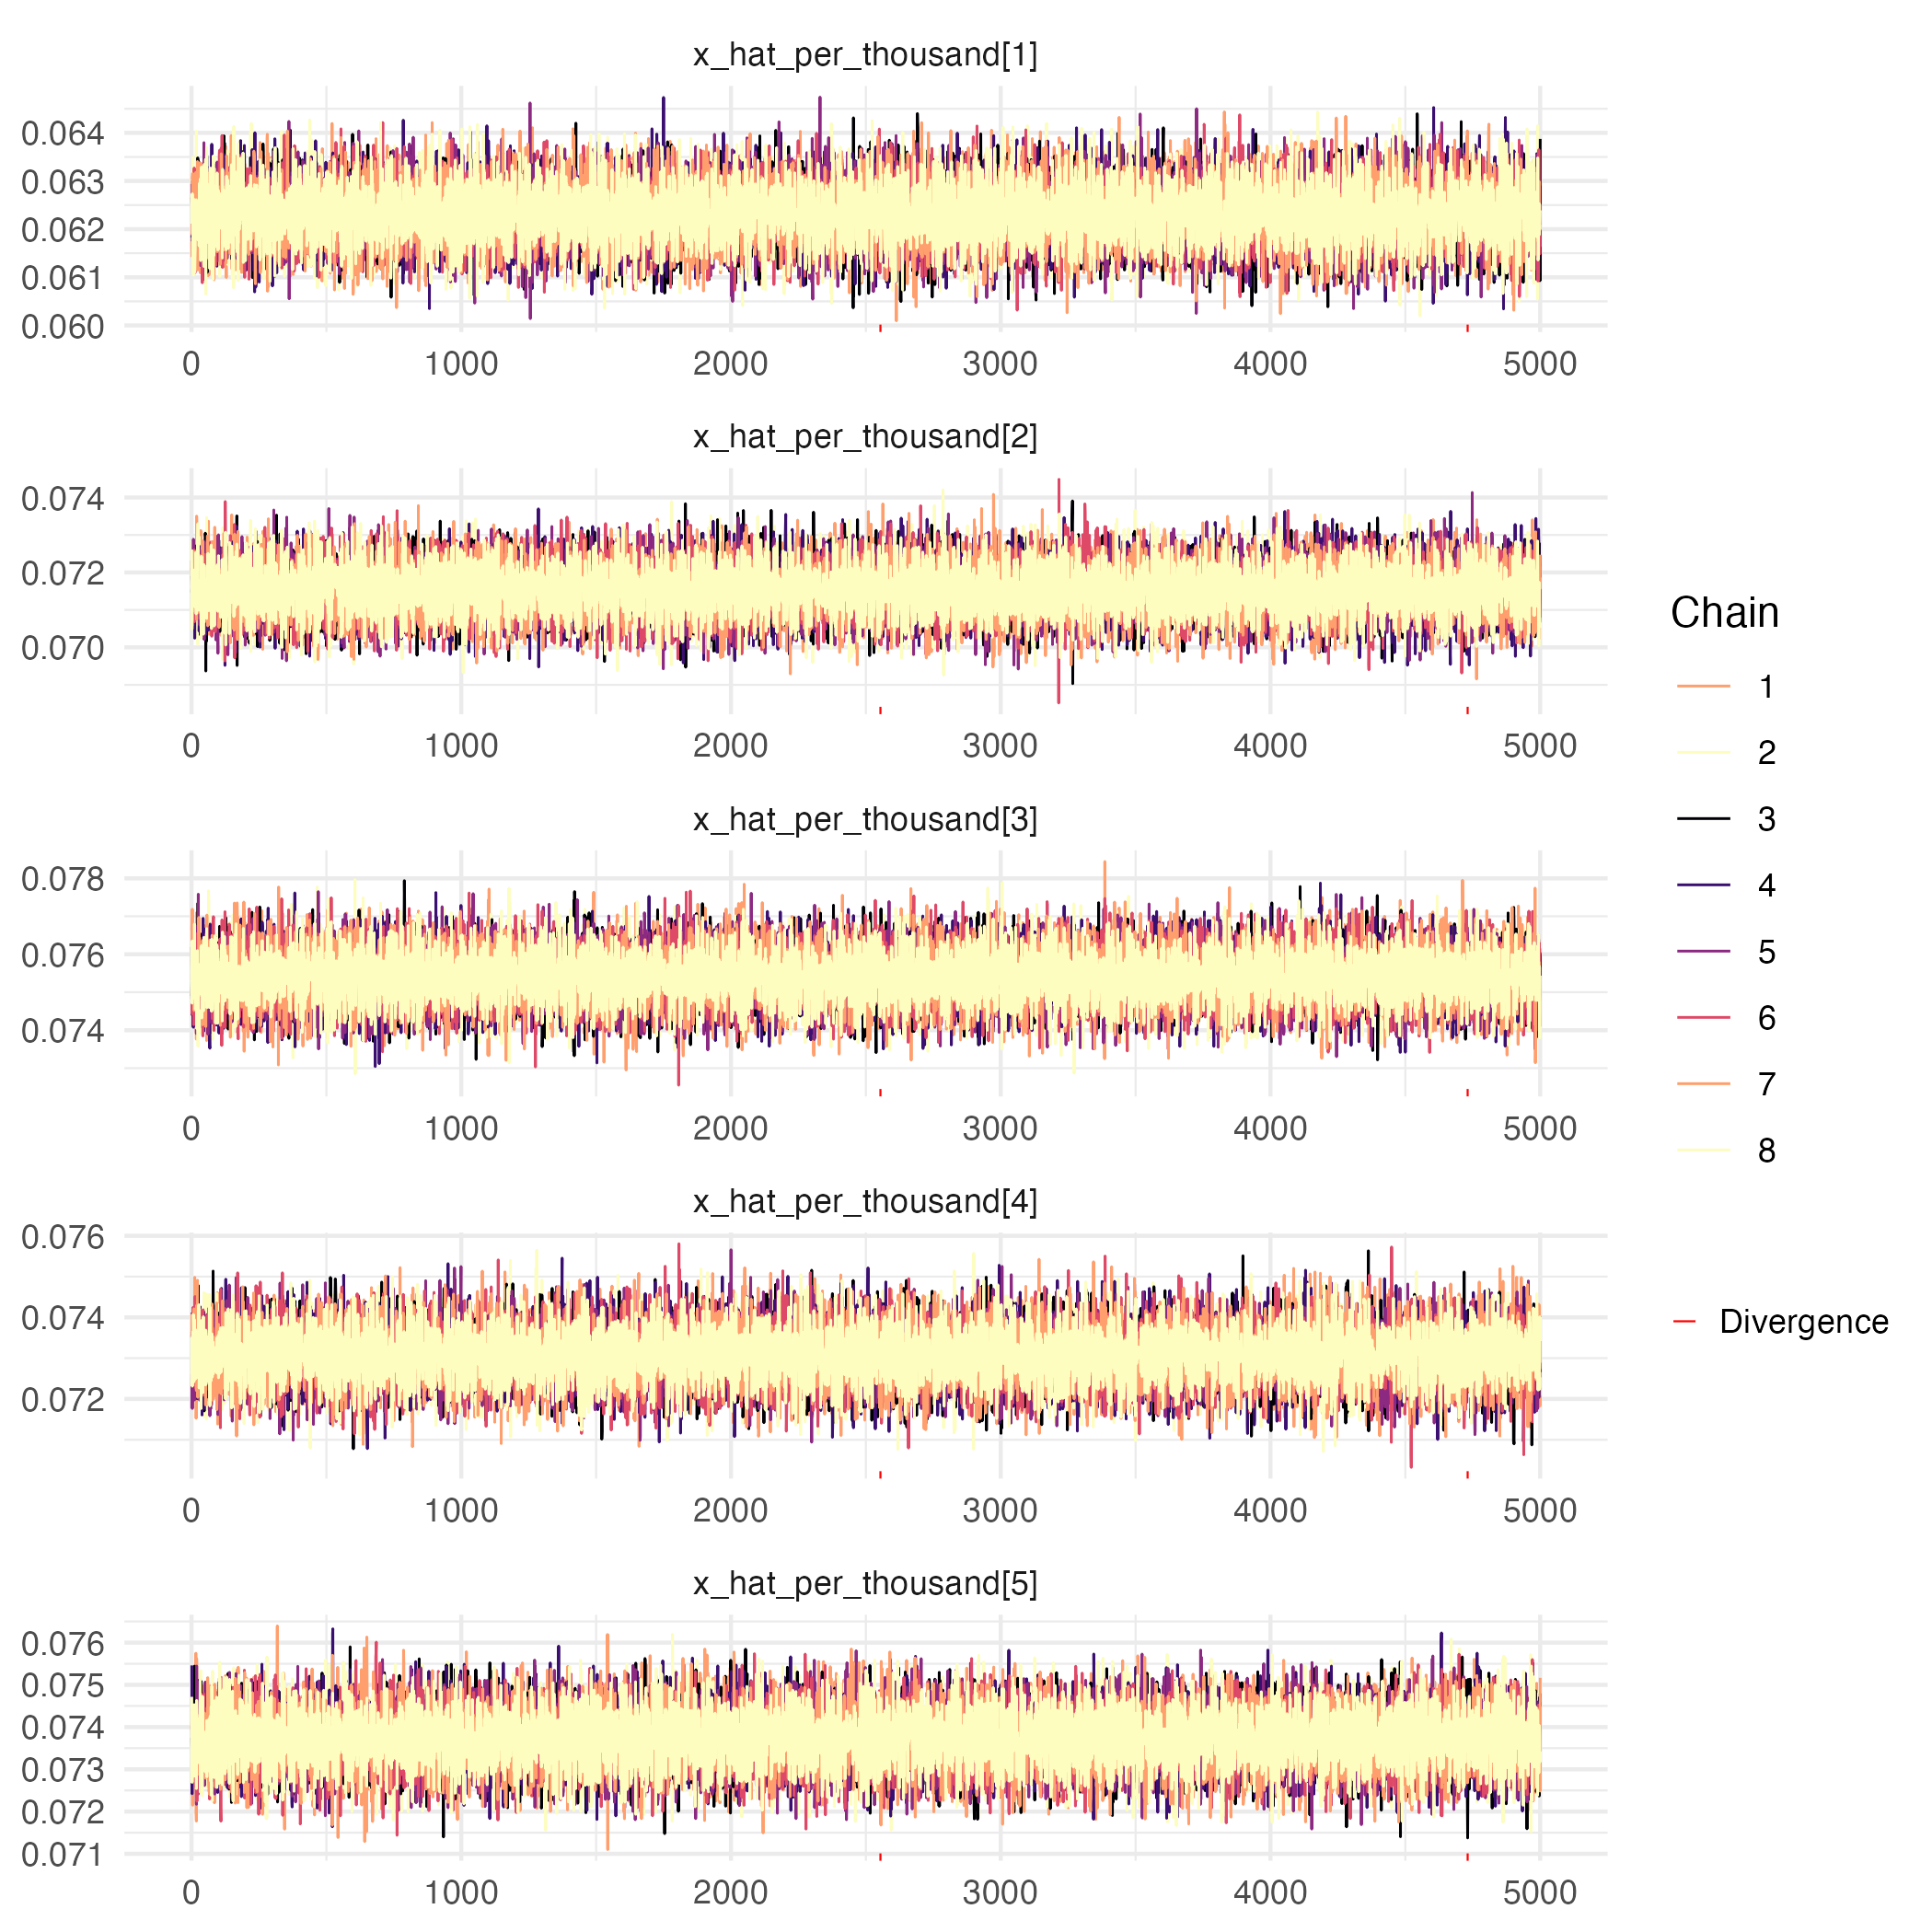 x_hat_per_thousand[1]
0.064
0.063
0.062
0.061
0.060
0 1000 2000 3000 4000 5000
x_hat_per_thousand[2]
0.074
0.072
0.070
0 1000 2000 3000 4000 5000
x_hat_per_thousand[3]
0.078
0.076
0.074
0 1000 2000 3000 4000 5000
x_hat_per_thousand[4]
0.076
0.074
0.072
0 1000 2000 3000 4000 5000
x_hat_per_thousand[5]
0.076
0.075
0.074
0.073
0.072
0.071
0 1000 2000 3000 4000 5000
Chain
1
2
3
4
5
6
7
8
Divergence